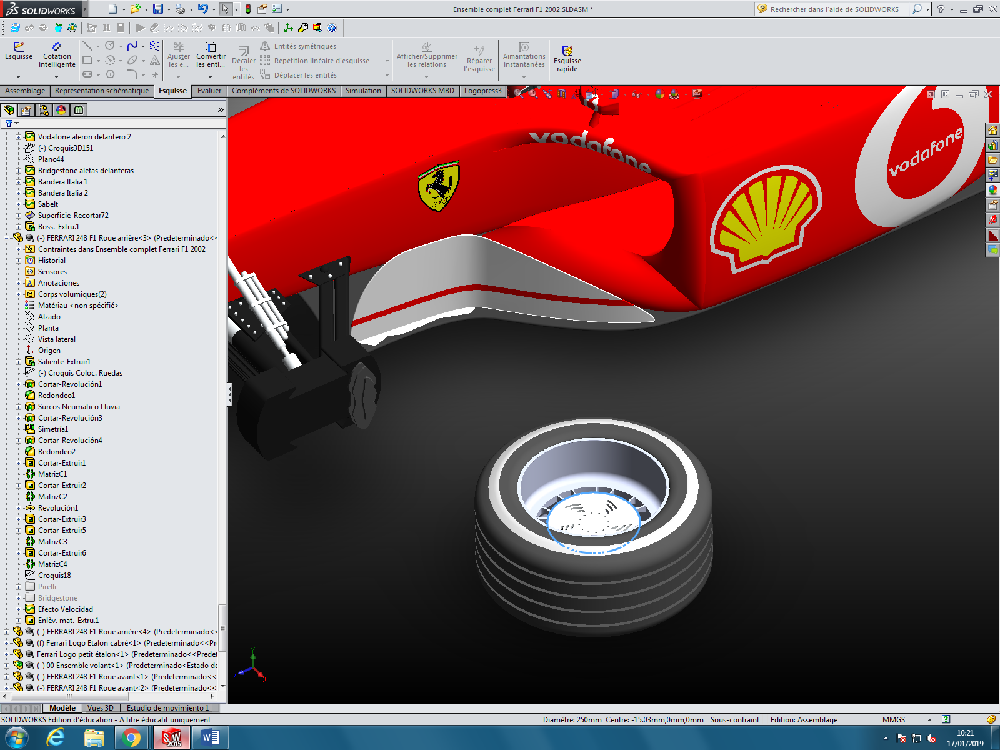 SOLIDWORKS
Ensemble complet Ferrari F1 2002.SLDASM *
Rechercher dans l'aide de SOLIDWORKS
Esquisse
Cotation
intelligente
Ajuster
les e...
Convertir
les enti...
Décaler
les
entités
Entités symétriques
Répétition linéaire d'esquisse
Déplacer les entités
Afficher/Supprimer
les relations
Réparer
l'esquisse
Aimantations
instantanées
Esquisse
rapide
Assemblage
Représentation schématique
Esquisse
Evaluer
Compléments de SOLIDWORKS
Simulation
SOLIDWORKS MBD
Logopress3
Vodafone aleron delantero 2
(-) Croquis3D151
Plano44
Bridgestone aletas delanteras
Bandera Italia 1
Bandera Italia 2
Sabelt
Superficie-Recortar72
Boss.-Extru.1
(-) FERRARI 248 F1 Roue arrière<3> (Predeterminado<<
Contraintes dans Ensemble complet Ferrari F1 2002
Historial
Sensores
Anotaciones
Corps volumiques(2)
Matériau <non spécifié>
Alzado
Planta
Vista lateral
Origen
Saliente-Extruir1
(-) Croquis Coloc. Ruedas
Cortar-Revolución1
Redondeo1
Surcos Neumatico Lluvia
Cortar-Revolución3
Simetría1
Cortar-Revolución4
Redondeo2
Cortar-Extruir1
MatrizC1
Cortar-Extruir2
MatrizC2
Revolución1
Cortar-Extruir3
Cortar-Extruir5
MatrizC3
Cortar-Extruir6
MatrizC4
Croquis18
Pirelli
Bridgestone
Efecto Velocidad
Enlèv. mat.-Extru.1
(-) FERRARI 248 F1 Roue arrière<4> (Predeterminado<<
(f) Ferrari Logo Etalon cabré<1> (Predeterminado<<Pr
Ferrari Logo petit étalon<1> (Predeterminado<<Predet
(-) 00 Ensemble volant<1> (Predeterminado<Estado de
(-) FERRARI 248 F1 Roue avant<1> (Predeterminado<<
(-) FERRARI 248 F1 Roue avant<2> (Predeterminado<<
vodafone
vodafone
S F
Y
Z
X
Modèle
Vues 3D
Estudio de movimiento 1
SOLIDWORKS Edition d'éducation - A titre éducatif uniquement
Diamètre: 250mm Centre: -15.03mm,0mm,0mm
Sous-contraint
Edition: Assemblage
MMGS
SW
2015
10:21
17/01/2019